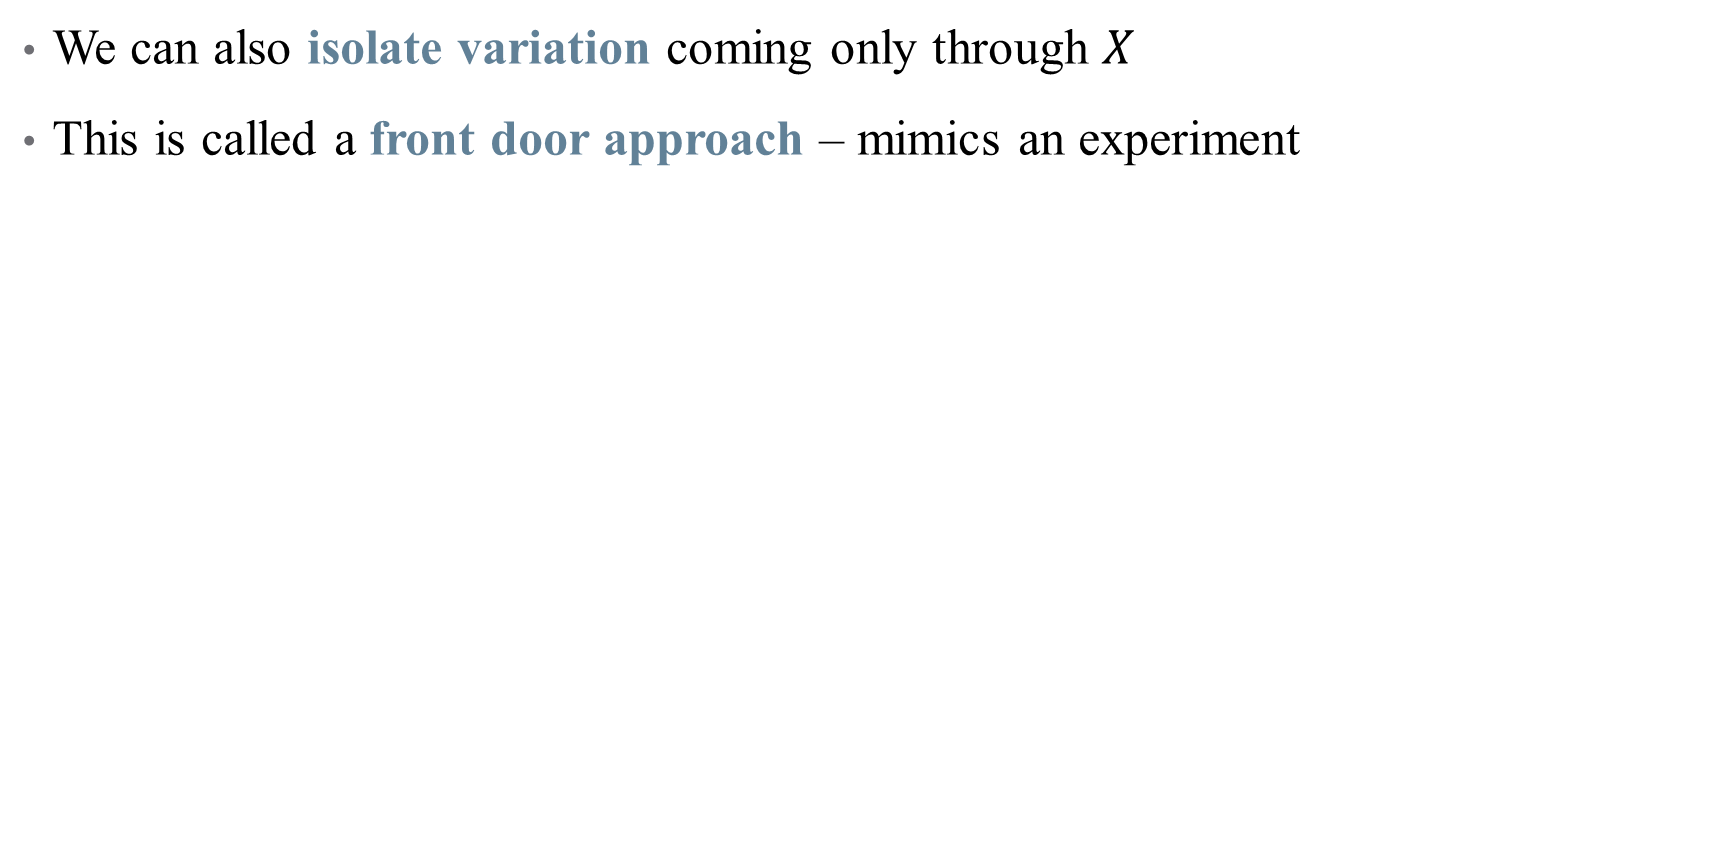 • We can also isolate variation coming only through X
• This is called a front door approach – mimics an experiment